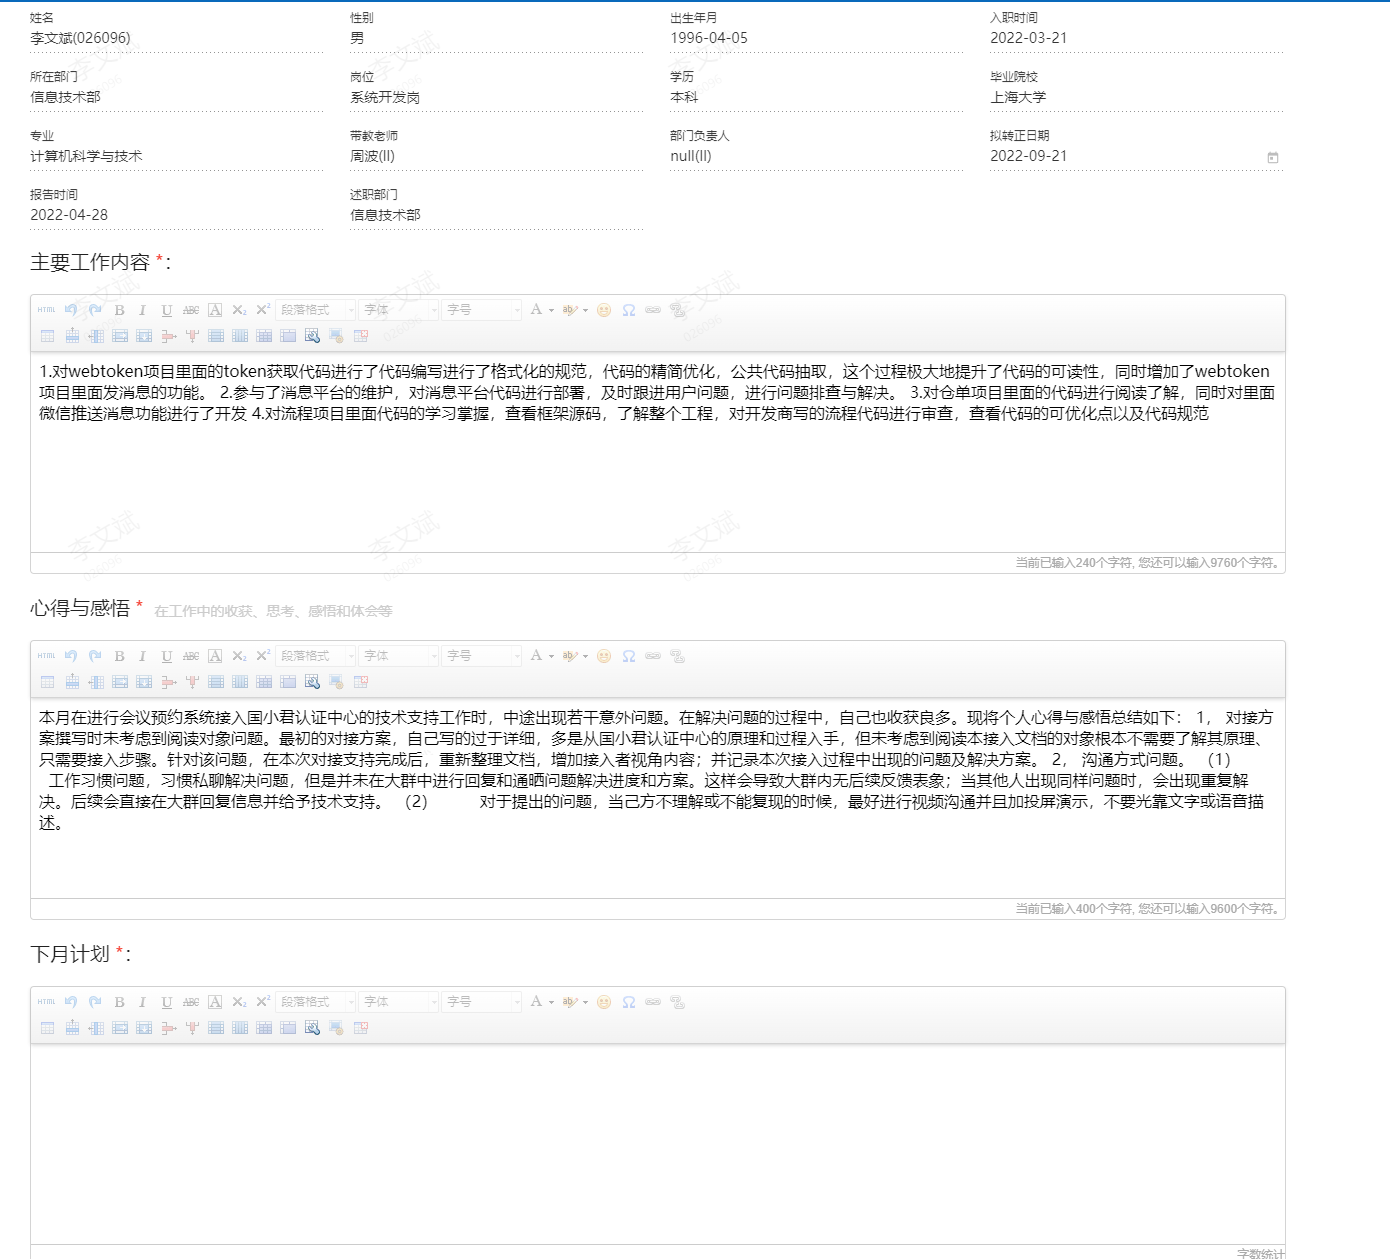 姓名 性别 出生年月 入职时间
李文斌(026096) 男 1996-04-05 2022-03-21
所在部门 岗位 学历 毕业院校
信息技术部 系统开发岗 本科 上海大学
专业 带教老师 部门负责人 拟转正日期
计算机科学与技术 周波(II) null(II) 2022-09-21
报告时间 述职部门
2022-04-28 信息技术部
主要工作内容 *：
HTML B I U ABC A X₂ X² 段落格式 字体 字号 A ab Ω
1.对webtoken项目里面的token获取代码进行了代码编写进行了格式化的规范，代码的精简优化，公共代码抽取，这个过程极大地提升了代码的可读性，同时增加了webtoken
项目里面发消息的功能。 2.参与了消息平台的维护，对消息平台代码进行部署，及时跟进用户问题，进行问题排查与解决。 3.对仓单项目里面的代码进行阅读了解，同时对里面
微信推送消息功能进行了开发 4.对流程项目里面代码的学习掌握，查看框架源码，了解整个工程，对开发商写的流程代码进行审查，查看代码的可优化点以及代码规范
当前已输入240个字符, 您还可以输入9760个字符。
心得与感悟 * 在工作中的收获、思考、感悟和体会等
HTML B I U ABC A X₂ X² 段落格式 字体 字号 A ab Ω
本月在进行会议预约系统接入国小君认证中心的技术支持工作时，中途出现若干意外问题。在解决问题的过程中，自己也收获良多。现将个人心得与感悟总结如下： 1， 对接方
案撰写时未考虑到阅读对象问题。最初的对接方案，自己写的过于详细，多是从国小君认证中心的原理和过程入手，但未考虑到阅读本接入文档的对象根本不需要了解其原理、
只需要接入步骤。针对该问题，在本次对接支持完成后，重新整理文档，增加接入者视角内容；并记录本次接入过程中出现的问题及解决方案。 2， 沟通方式问题。 （1）
工作习惯问题，习惯私聊解决问题，但是并未在大群中进行回复和通晒问题解决进度和方案。这样会导致大群内无后续反馈表象；当其他人出现同样问题时，会出现重复解
决。后续会直接在大群回复信息并给予技术支持。 （2） 对于提出的问题，当己方不理解或不能复现的时候，最好进行视频沟通并且加投屏演示，不要光靠文字或语音描
述。
当前已输入400个字符, 您还可以输入9600个字符。
下月计划 *：
HTML B I U ABC A X₂ X² 段落格式 字体 字号 A ab Ω
字数统计